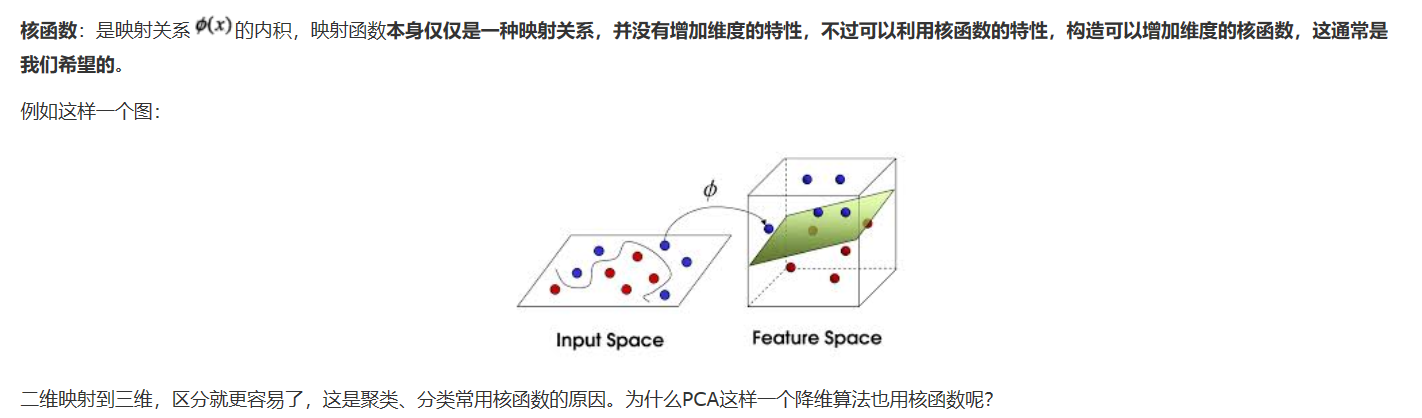 核函数：是映射关系 ϕ(x) 的内积，映射函数本身仅仅是一种映射关系，并没有增加维度的特性，不过可以利用核函数的特性，构造可以增加维度的核函数，这通常是
我们希望的。
例如这样一个图：
ϕ
Input Space
Feature Space
二维映射到三维，区分就更容易了，这是聚类、分类常用核函数的原因。为什么PCA这样一个降维算法也用核函数呢？